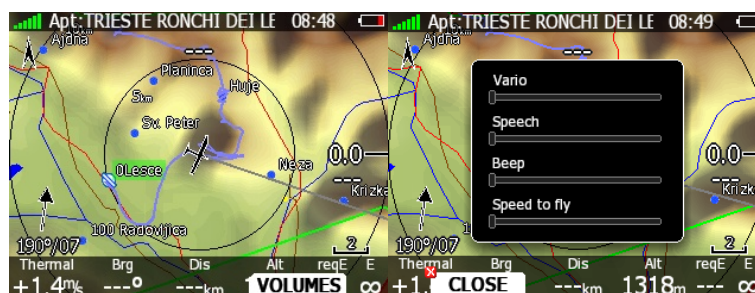 Apt:TRIESTE RONCHI DEI LE 08:48
Ajdna
---
Planinca
5km
Huje
Sv. Peter
0.0
0Lesce
Neza
---
Krizka
100 Radovljica
190°/07
2
Thermal Brg Dis Alt reqE E
+1.4m/s ---° ---km VOLUMES ∞
Apt:TRIESTE RONCHI DEI LE 08:49
Ajdna
---
Vario
Speech
Beep
Speed to fly
0.0
---
Krizka
190°/07
2
Thermal Brg Dis Alt reqE E
CLOSE ---km 1318m --- ∞